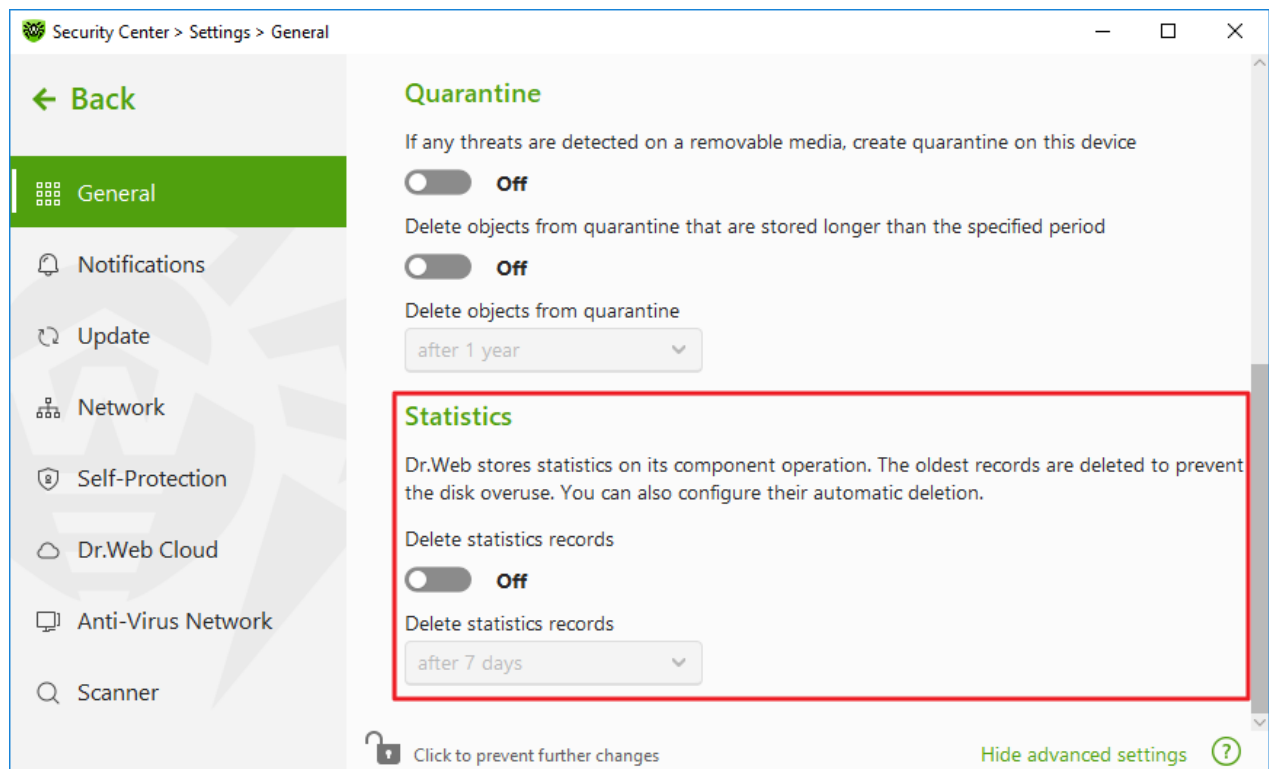 Security Center > Settings > General
Back
General
Notifications
Update
Network
Self-Protection
Dr.Web Cloud
Anti-Virus Network
Scanner
Quarantine
If any threats are detected on a removable media, create quarantine on this device
Off
Delete objects from quarantine that are stored longer than the specified period
Off
Delete objects from quarantine
after 1 year
Statistics
Dr.Web stores statistics on its component operation. The oldest records are deleted to prevent
the disk overuse. You can also configure their automatic deletion.
Delete statistics records
Off
Delete statistics records
after 7 days
Click to prevent further changes
Hide advanced settings
?